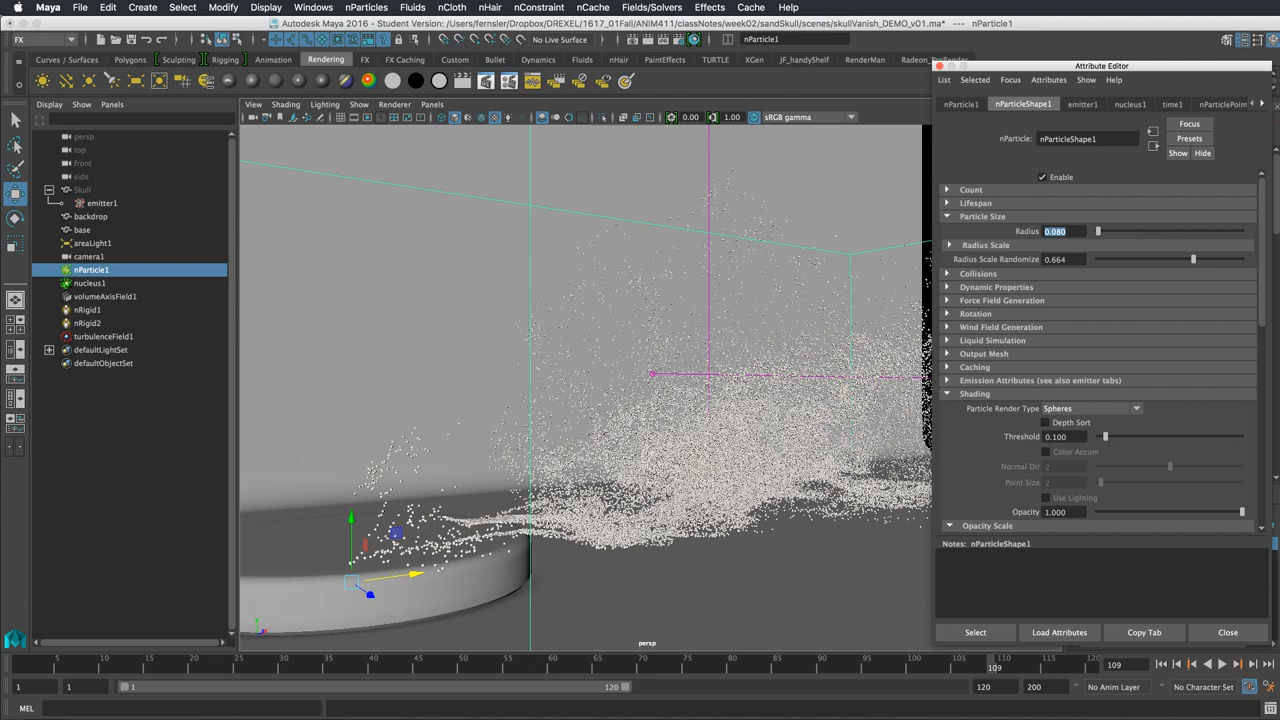 Maya File Edit Create Select Modify Display Windows nParticles Fluids nCloth nHair nConstraint nCache Fields/Solvers Effects Cache Help
Autodesk Maya 2016 - Student Version: /Users/fernsler/Dropbox/DREXEL/1617_01Fall/ANIM411/classNotes/week02/sandSkull/scenes/skullVanish_DEMO_v01.ma* --- nParticle1
FX No Live Surface nParticle1
Curves / Surfaces Polygons Sculpting Rigging Animation Rendering FX FX Caching Custom Bullet Dynamics Fluids nHair PaintEffects TURTLE XGen JF_handyShelf Radeon_ProRender
Attribute Editor
List Selected Focus Attributes Show Help
Display Show Panels
View Shading Lighting Show Renderer Panels
0.00 1.00 sRGB gamma
nParticle1 nParticleShape1 emitter1 nucleus1 time1 nParticlePoint
nParticle: nParticleShape1
Focus
Presets
Show Hide
persp
top
front
side
Skull
emitter1
backdrop
base
areaLight1
camera1
nParticle1
nucleus1
volumeAxisField1
nRigid1
nRigid2
turbulenceField1
defaultLightSet
defaultObjectSet
Enable
Count
Lifespan
Particle Size
Radius 0.080
Radius Scale
Radius Scale Randomize 0.664
Collisions
Dynamic Properties
Force Field Generation
Rotation
Wind Field Generation
Liquid Simulation
Output Mesh
Caching
Emission Attributes (see also emitter tabs)
Shading
Particle Render Type Spheres
Depth Sort
Threshold 0.100
Color Accum
Normal Dir 2
Point Size 2
Use Lighting
Opacity 1.000
Opacity Scale
Notes: nParticleShape1
Select Load Attributes Copy Tab Close
persp
5 10 15 20 25 30 35 40 45 50 55 60 65 70 75 80 85 90 95 100 105 109 110 115 120 109
1 1 1 120 120 200 No Anim Layer No Character Set
MEL